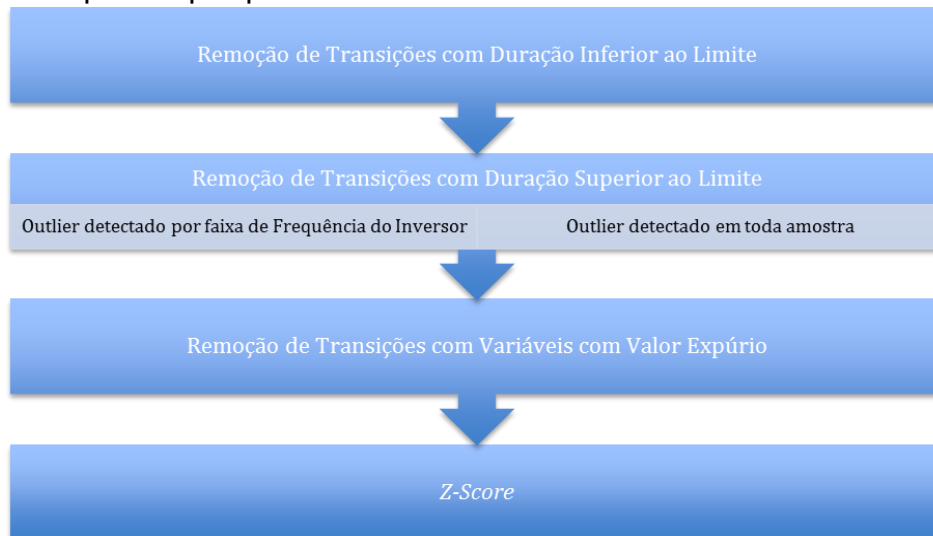 Remoção de Transições com Duração Inferior ao Limite
Remoção de Transições com Duração Superior ao Limite
Outlier detectado por faixa de Frequência do Inversor
Outlier detectado em toda amostra
Remoção de Transições com Variáveis com Valor Expúrio
Z-Score